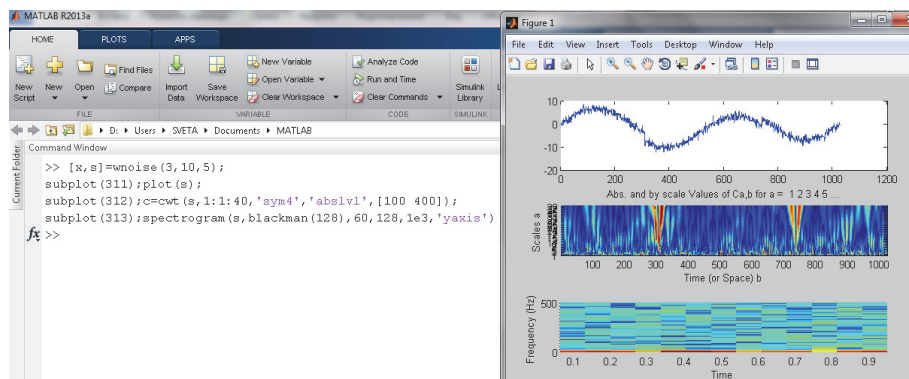 MATLAB R2013a
HOME PLOTS APPS
New Script
New
Open
Find Files
Compare
Import Data
Save Workspace
New Variable
Open Variable
Clear Workspace
Analyze Code
Run and Time
Clear Commands
Simulink Library
FILE VARIABLE CODE SIMULINK
D: Users SVETA Documents MATLAB
Current Folder
Command Window
>> [x,s]=wnoise(3,10,5);
subplot(311);plot(s);
subplot(312);c=cwt(s,1:1:40,'sym4','abslvl',[100 400]);
subplot(313);spectrogram(s,blackman(128),60,128,1e3,'yaxis')
fx >>
Figure 1
File Edit View Insert Tools Desktop Window Help
10
0
-10
-20
0 200 400 600 800 1000 1200
Abs. and by scale Values of Ca,b for a = 1 2 3 4 5 ...
Scales a
100 200 300 400 500 600 700 800 900 1000
Time (or Space) b
Frequency (Hz)
500
0
0.1 0.2 0.3 0.4 0.5 0.6 0.7 0.8 0.9
Time